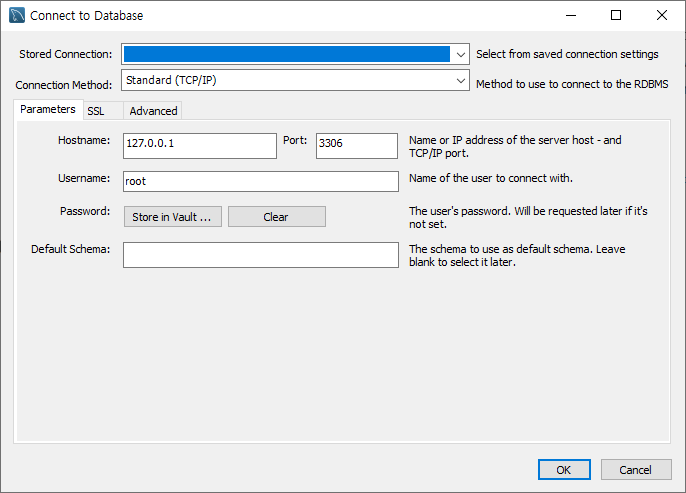 Connect to Database
Stored Connection:
Select from saved connection settings
Connection Method: Standard (TCP/IP)
Method to use to connect to the RDBMS
Parameters SSL Advanced
Hostname: 127.0.0.1 Port: 3306
Name or IP address of the server host - and
TCP/IP port.
Username: root
Name of the user to connect with.
Password: Store in Vault ... Clear
The user's password. Will be requested later if it's
not set.
Default Schema:
The schema to use as default schema. Leave
blank to select it later.
OK Cancel